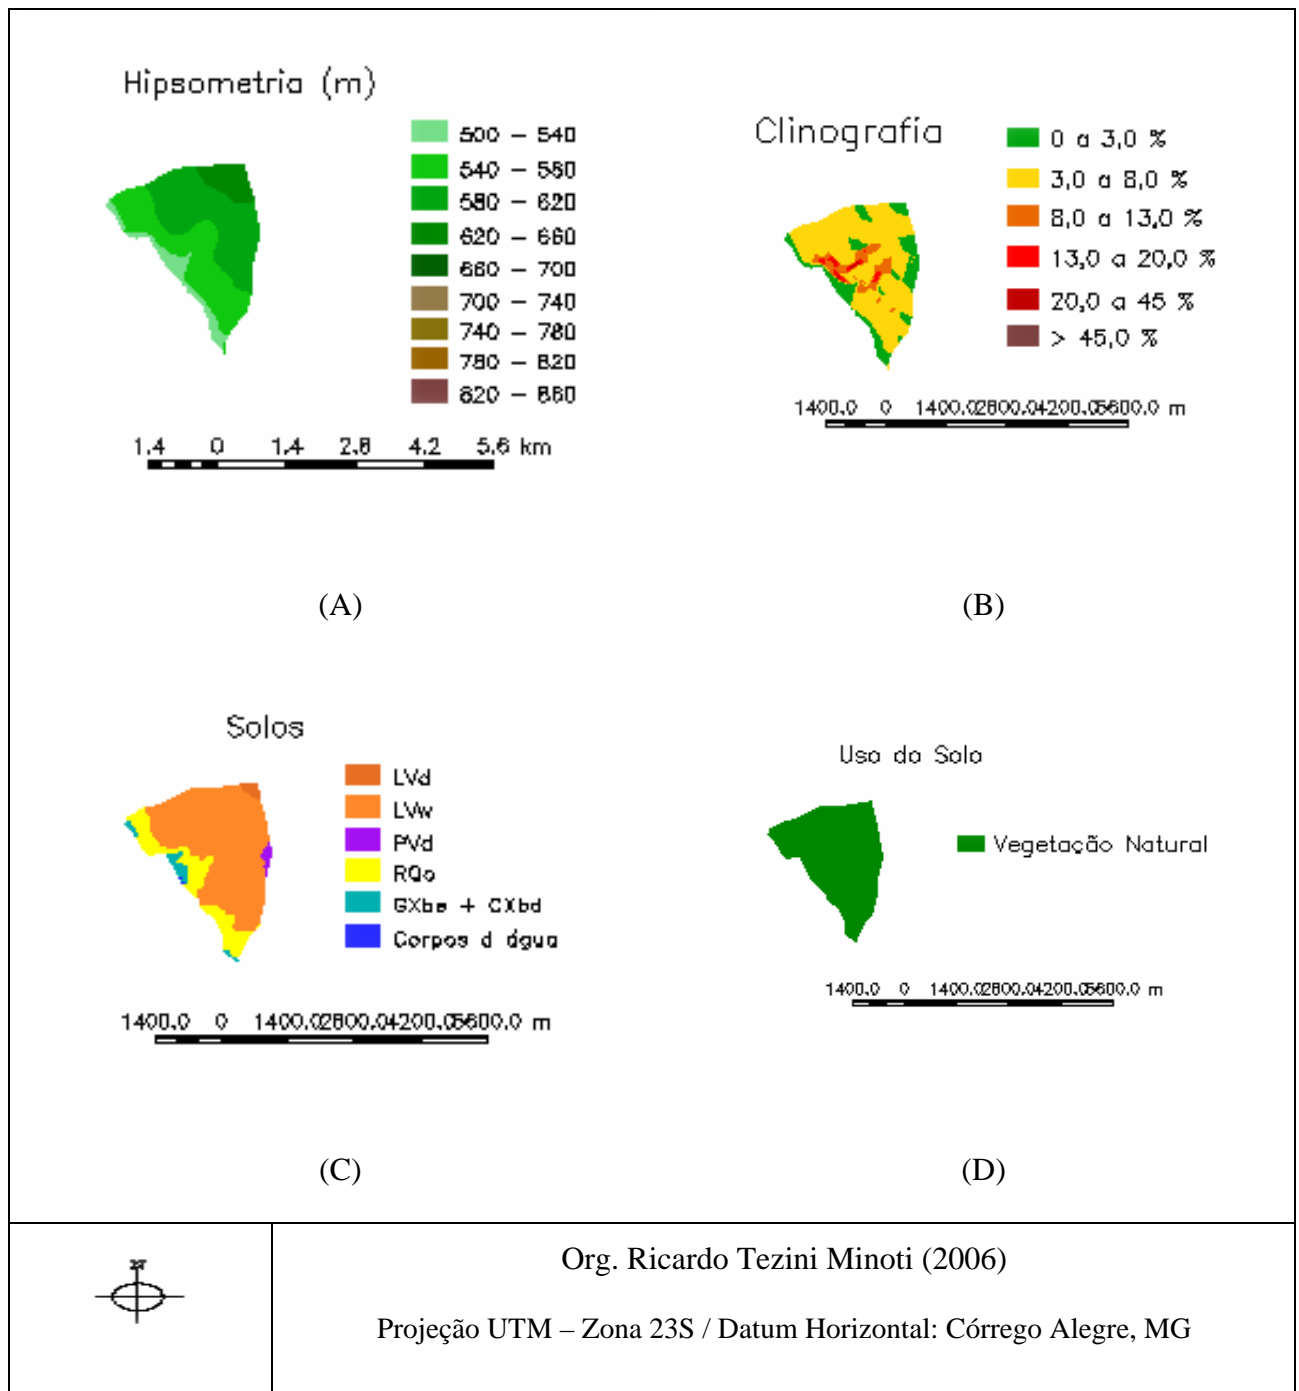 Hipsometria (m)
500 – 540
540 – 580
580 – 620
620 – 660
660 – 700
700 – 740
740 – 780
780 – 820
820 – 860
1.4 0 1.4 2.8 4.2 5.6 km
(A)
Clinografia
0 a 3,0 %
3,0 a 8,0 %
8,0 a 13,0 %
13,0 a 20,0 %
20,0 a 45 %
> 45,0 %
1400.0 0 1400.02800.04200.05600.0 m
(B)
Solos
LVd
LVw
PVd
RQo
GXbe + CXbd
Corpos d água
1400.0 0 1400.02800.04200.05600.0 m
(C)
Uso do Solo
Vegetação Natural
1400.0 0 1400.02800.04200.05600.0 m
(D)
Org. Ricardo Tezini Minoti (2006)
Projeção UTM – Zona 23S / Datum Horizontal: Córrego Alegre, MG